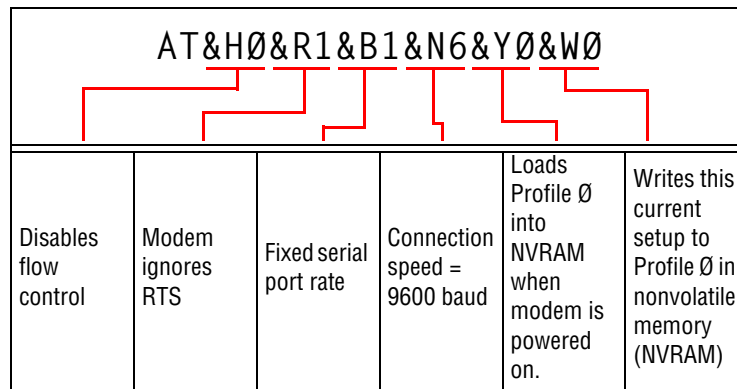 AT&HØ&R1&B1&N6&YØ&WØ
Disables
flow
control
Modem
ignores
RTS
Fixed serial
port rate
Connection
speed =
9600 baud
Loads
Profile Ø
into
NVRAM
when
modem is
powered
on.
Writes this
current
setup to
Profile Ø in
nonvolatile
memory
(NVRAM)